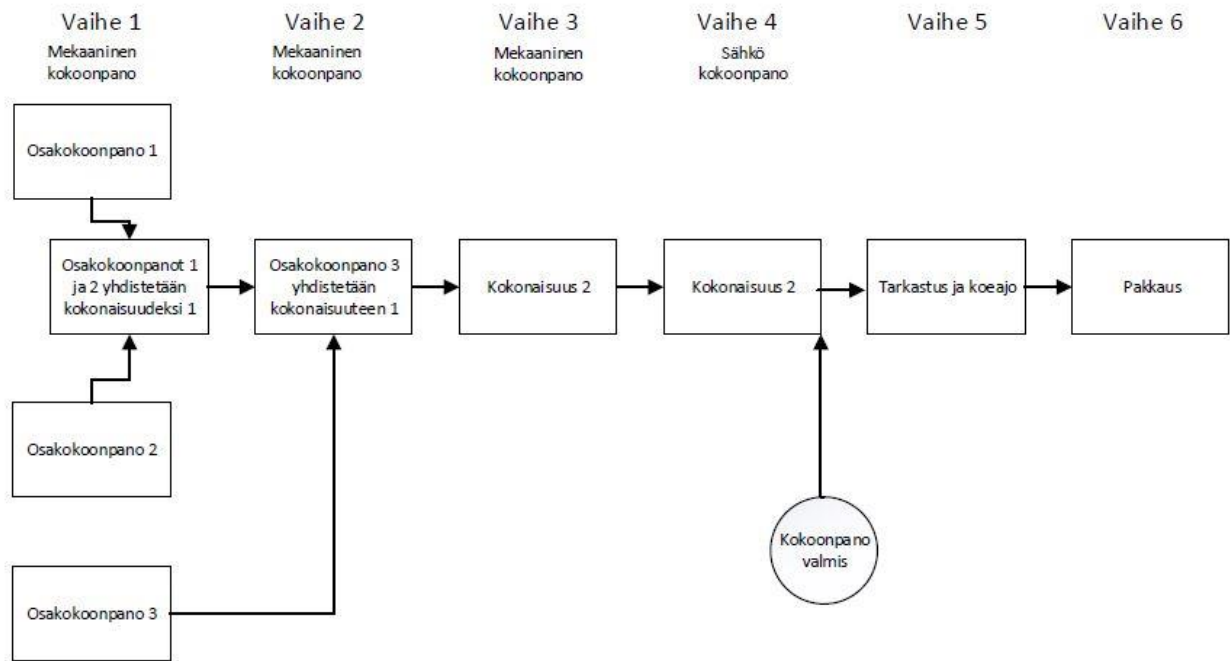 Vaihe 1
Vaihe 2
Vaihe 3
Vaihe 4
Vaihe 5
Vaihe 6
Mekaaninen
kokoonpano
Mekaaninen
kokoonpano
Mekaaninen
kokoonpano
Sähkö
kokoonpano
Osakokoonpano 1
Osakokoonpanot 1
ja 2 yhdistetään
kokonaisuudeksi 1
Osakokoonpano 3
yhdistetään
kokonaisuuteen 1
Kokonaisuus 2
Kokonaisuus 2
Tarkastus ja koeajo
Pakkaus
Osakokoonpano 2
Kokoonpano
valmis
Osakokoonpano 3